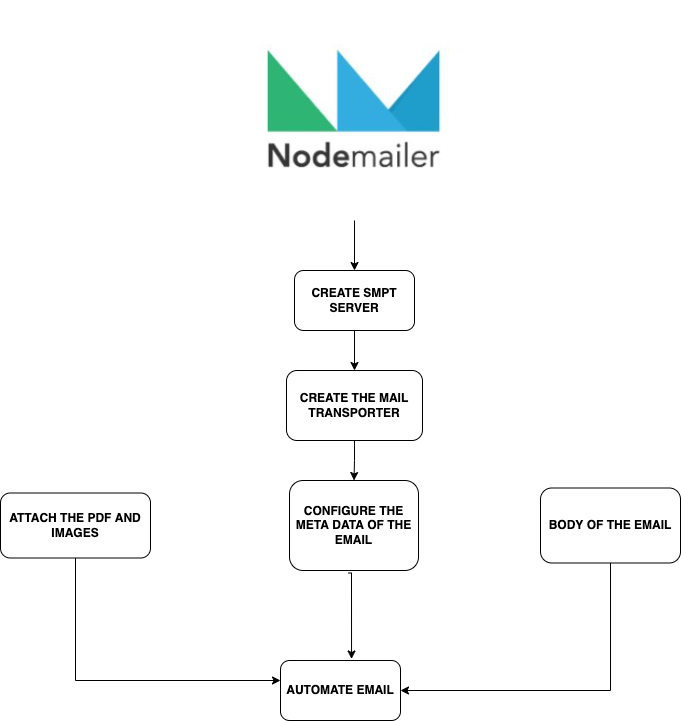 Nodemailer
CREATE SMPT
SERVER
CREATE THE MAIL
TRANSPORTER
ATTACH THE PDF AND
IMAGES
CONFIGURE THE
META DATA OF THE
EMAIL
BODY OF THE EMAIL
AUTOMATE EMAIL